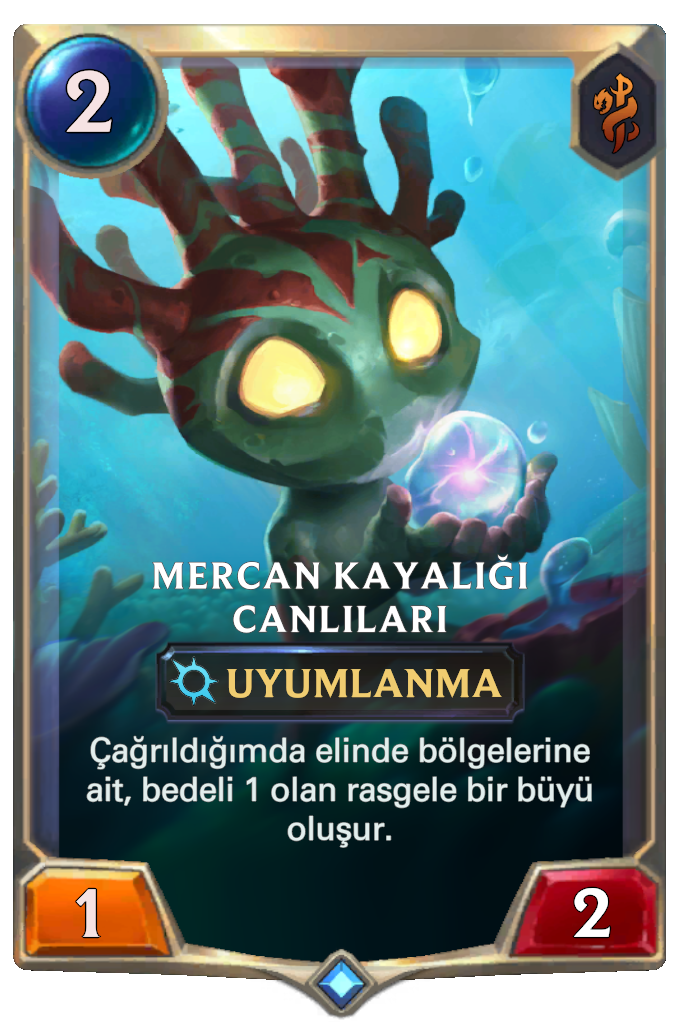 2
MERCAN KAYALIĞI
CANLILARI
UYUMLANMA
Çağrıldığımda elinde bölgelerine
ait, bedeli 1 olan rasgele bir büyü
oluşur.
1
2